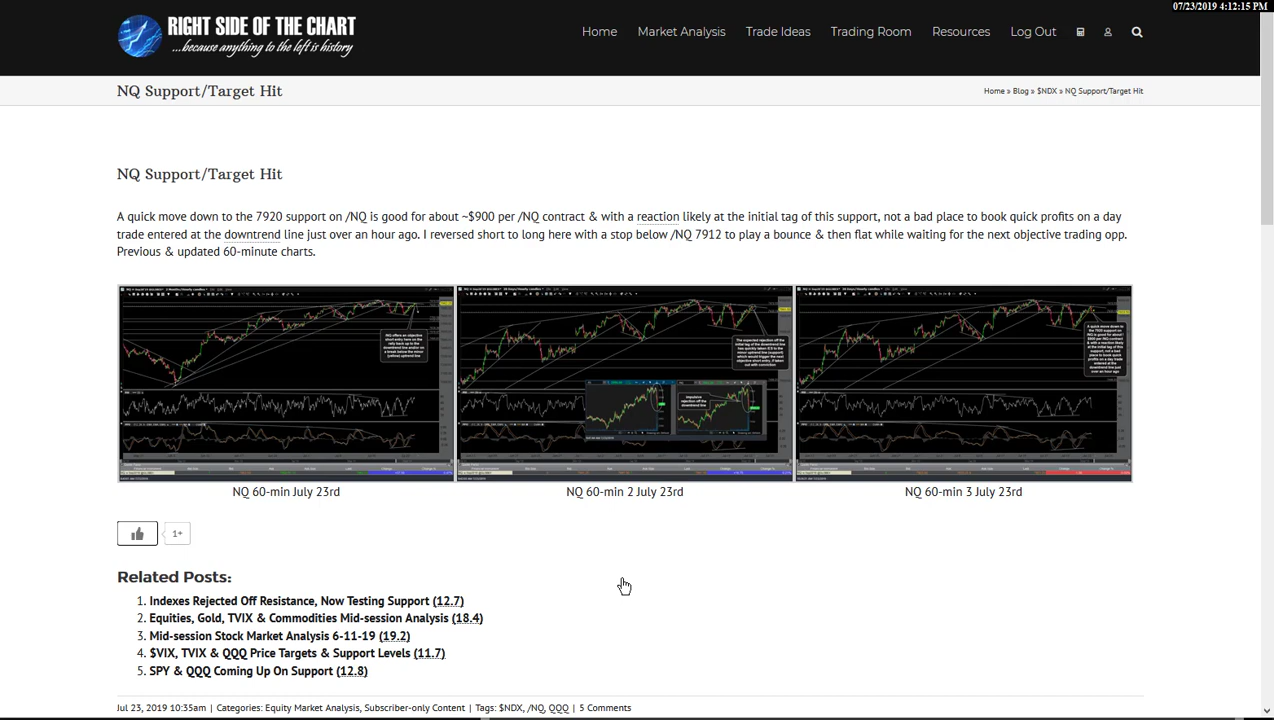 07/23/2019 4:12:15 PM
RIGHT SIDE OF THE CHART
...because anything to the left is history
Home Market Analysis Trade Ideas Trading Room Resources Log Out
NQ Support/Target Hit
Home » Blog » $NDX » NQ Support/Target Hit
NQ Support/Target Hit
A quick move down to the 7920 support on /NQ is good for about ~$900 per /NQ contract & with a reaction likely at the initial tag of this support, not a bad place to book quick profits on a day
trade entered at the downtrend line just over an hour ago. I reversed short to long here with a stop below /NQ 7912 to play a bounce & then flat while waiting for the next objective trading opp.
Previous & updated 60-minute charts.
NQ 60-min July 23rd
NQ 60-min 2 July 23rd
NQ 60-min 3 July 23rd
1+
Related Posts:
1. Indexes Rejected Off Resistance, Now Testing Support (12.7)
2. Equities, Gold, TVIX & Commodities Mid-session Analysis (18.4)
3. Mid-session Stock Market Analysis 6-11-19 (19.2)
4. $VIX, TVIX & QQQ Price Targets & Support Levels (11.7)
5. SPY & QQQ Coming Up On Support (12.8)
Jul 23, 2019 10:35am | Categories: Equity Market Analysis, Subscriber-only Content | Tags: $NDX, /NQ, QQQ | 5 Comments